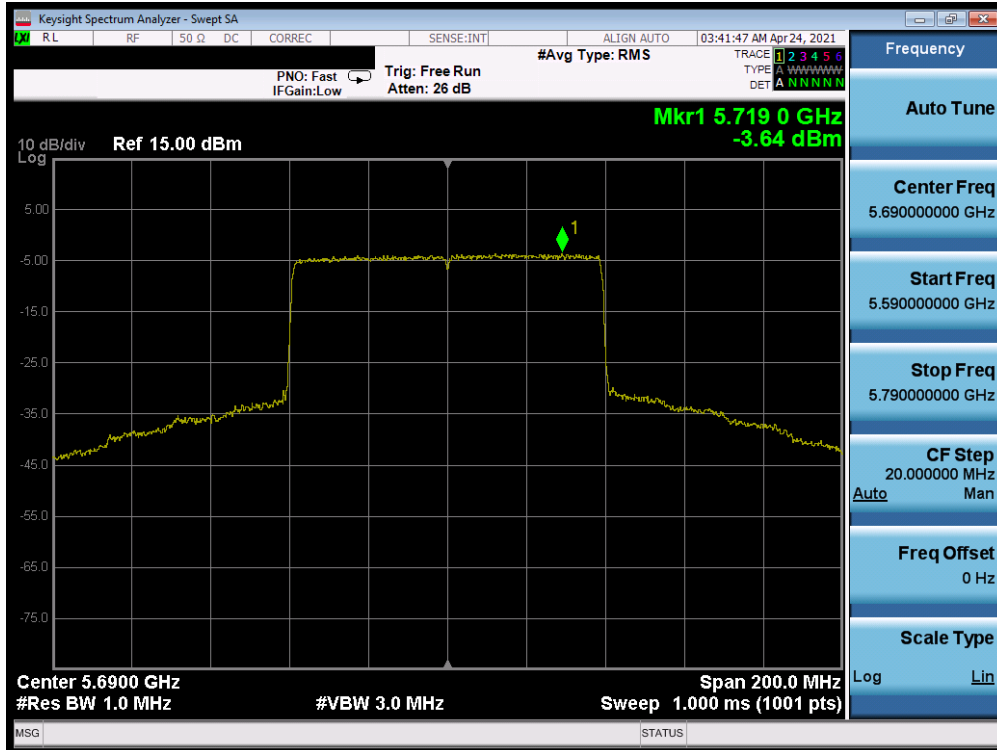 Keysight Spectrum Analyzer - Swept SA
LXI RL RF 50 Ω DC CORREC SENSE:INT ALIGN AUTO 03:41:47 AM Apr 24, 2021
#Avg Type: RMS
TRACE 1 2 3 4 5 6
TYPE A WWWWW
DET A N N N N N
PNO: Fast Trig: Free Run
IFGain:Low Atten: 26 dB
Mkr1 5.719 0 GHz
-3.64 dBm
10 dB/div Ref 15.00 dBm
Log
5.00
1
-5.00
-15.0
-25.0
-35.0
-45.0
-55.0
-65.0
-75.0
Center 5.6900 GHz Span 200.0 MHz
#Res BW 1.0 MHz #VBW 3.0 MHz Sweep 1.000 ms (1001 pts)
MSG STATUS
Frequency
Auto Tune
Center Freq
5.690000000 GHz
Start Freq
5.590000000 GHz
Stop Freq
5.790000000 GHz
CF Step
20.000000 MHz
Auto Man
Freq Offset
0 Hz
Scale Type
Log Lin